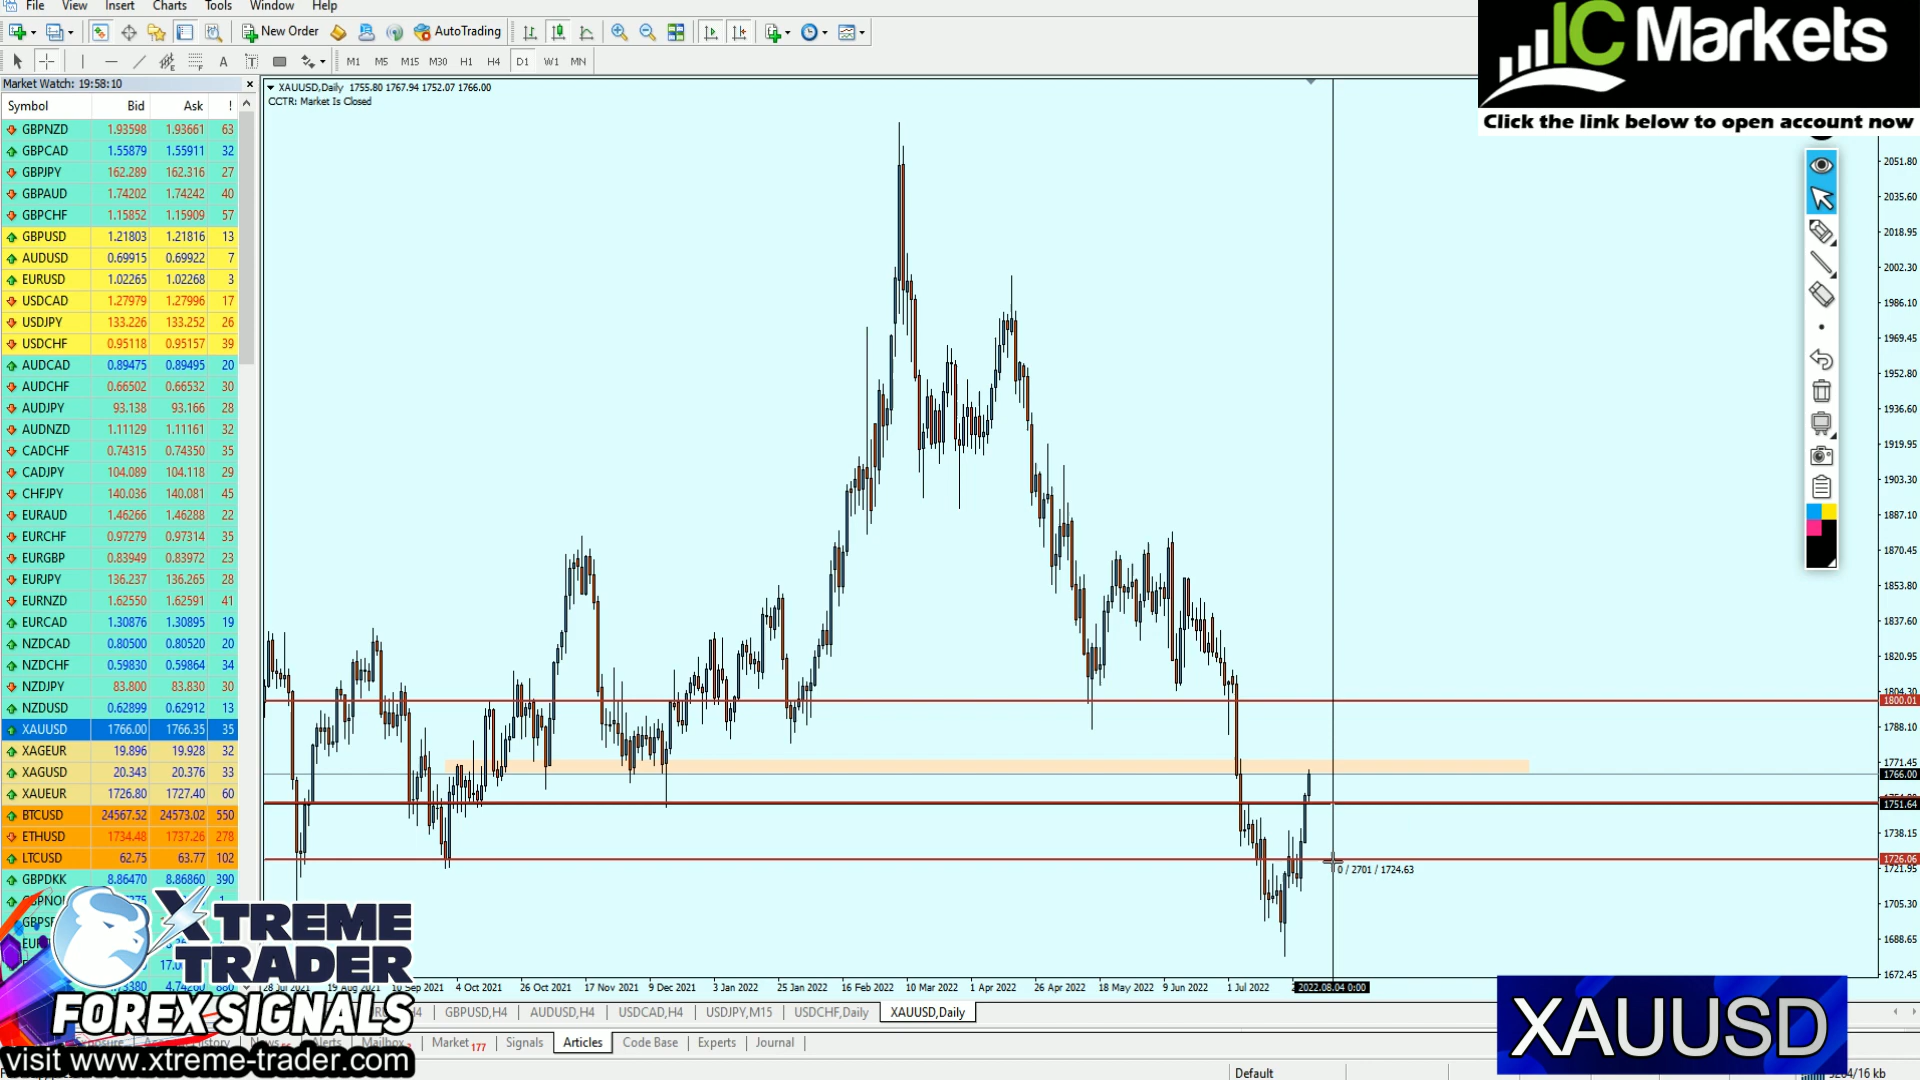 File View Insert Charts Tools Window Help
New Order AutoTrading
A T M1 M5 M15 M30 H1 H4 D1 W1 MN
Market Watch: 19:58:10
Symbol Bid Ask !
GBPNZD 1.93598 1.93661 63
GBPCAD 1.55879 1.55911 32
GBPJPY 162.289 162.316 27
GBPAUD 1.74202 1.74242 40
GBPCHF 1.15852 1.15909 57
GBPUSD 1.21803 1.21816 13
AUDUSD 0.69915 0.69922 7
EURUSD 1.02265 1.02268 3
USDCAD 1.27979 1.27996 17
USDJPY 133.226 133.252 26
USDCHF 0.95118 0.95157 39
AUDCAD 0.89475 0.89495 20
AUDCHF 0.66502 0.66532 30
AUDJPY 93.138 93.166 28
AUDNZD 1.11129 1.11161 32
CADCHF 0.74315 0.74350 35
CADJPY 104.089 104.118 29
CHFJPY 140.036 140.081 45
EURAUD 1.46266 1.46288 22
EURCHF 0.97279 0.97314 35
EURGBP 0.83949 0.83972 23
EURJPY 136.237 136.265 28
EURNZD 1.62550 1.62591 41
EURCAD 1.30876 1.30895 19
NZDCAD 0.80500 0.80520 20
NZDCHF 0.59830 0.59864 34
NZDJPY 83.800 83.830 30
NZDUSD 0.62899 0.62912 13
XAUUSD 1766.00 1766.35 35
XAGEUR 19.896 19.928 32
XAGUSD 20.343 20.376 33
XAUEUR 1726.80 1727.40 60
BTCUSD 24567.52 24573.02 550
ETHUSD 1734.48 1737.26 278
LTCUSD 62.75 63.77 102
GBPDKK 8.86470 8.86860 390
XAUUSD,Daily 1755.80 1767.94 1752.07 1766.00
CCTR: Market Is Closed
0 / 2701 / 1724.63
IC Markets
Click the link below to open account now
2051.80
2035.60
2018.95
2002.30
1986.10
1969.45
1952.80
1936.60
1919.95
1903.30
1887.10
1870.45
1853.80
1837.60
1820.95
1804.30
1800.01
1788.10
1771.45
1766.00
1751.64
1738.15
1726.06
1721.95
1705.30
1688.65
1672.45
28 Jul 2021 19 Aug 2021 10 Sep 2021 4 Oct 2021 26 Oct 2021 17 Nov 2021 9 Dec 2021 3 Jan 2022 25 Jan 2022 16 Feb 2022 10 Mar 2022 1 Apr 2022 26 Apr 2022 18 May 2022 9 Jun 2022 1 Jul 2022 2022.08.04 0:00
GBPUSD,H4 AUDUSD,H4 USDCAD,H4 USDJPY,M15 USDCHF,Daily XAUUSD,Daily
Market 177 Signals Articles Code Base Experts Journal
Default
XTREME
TRADER
FOREX SIGNALS
visit www.xtreme-trader.com
XAUUSD